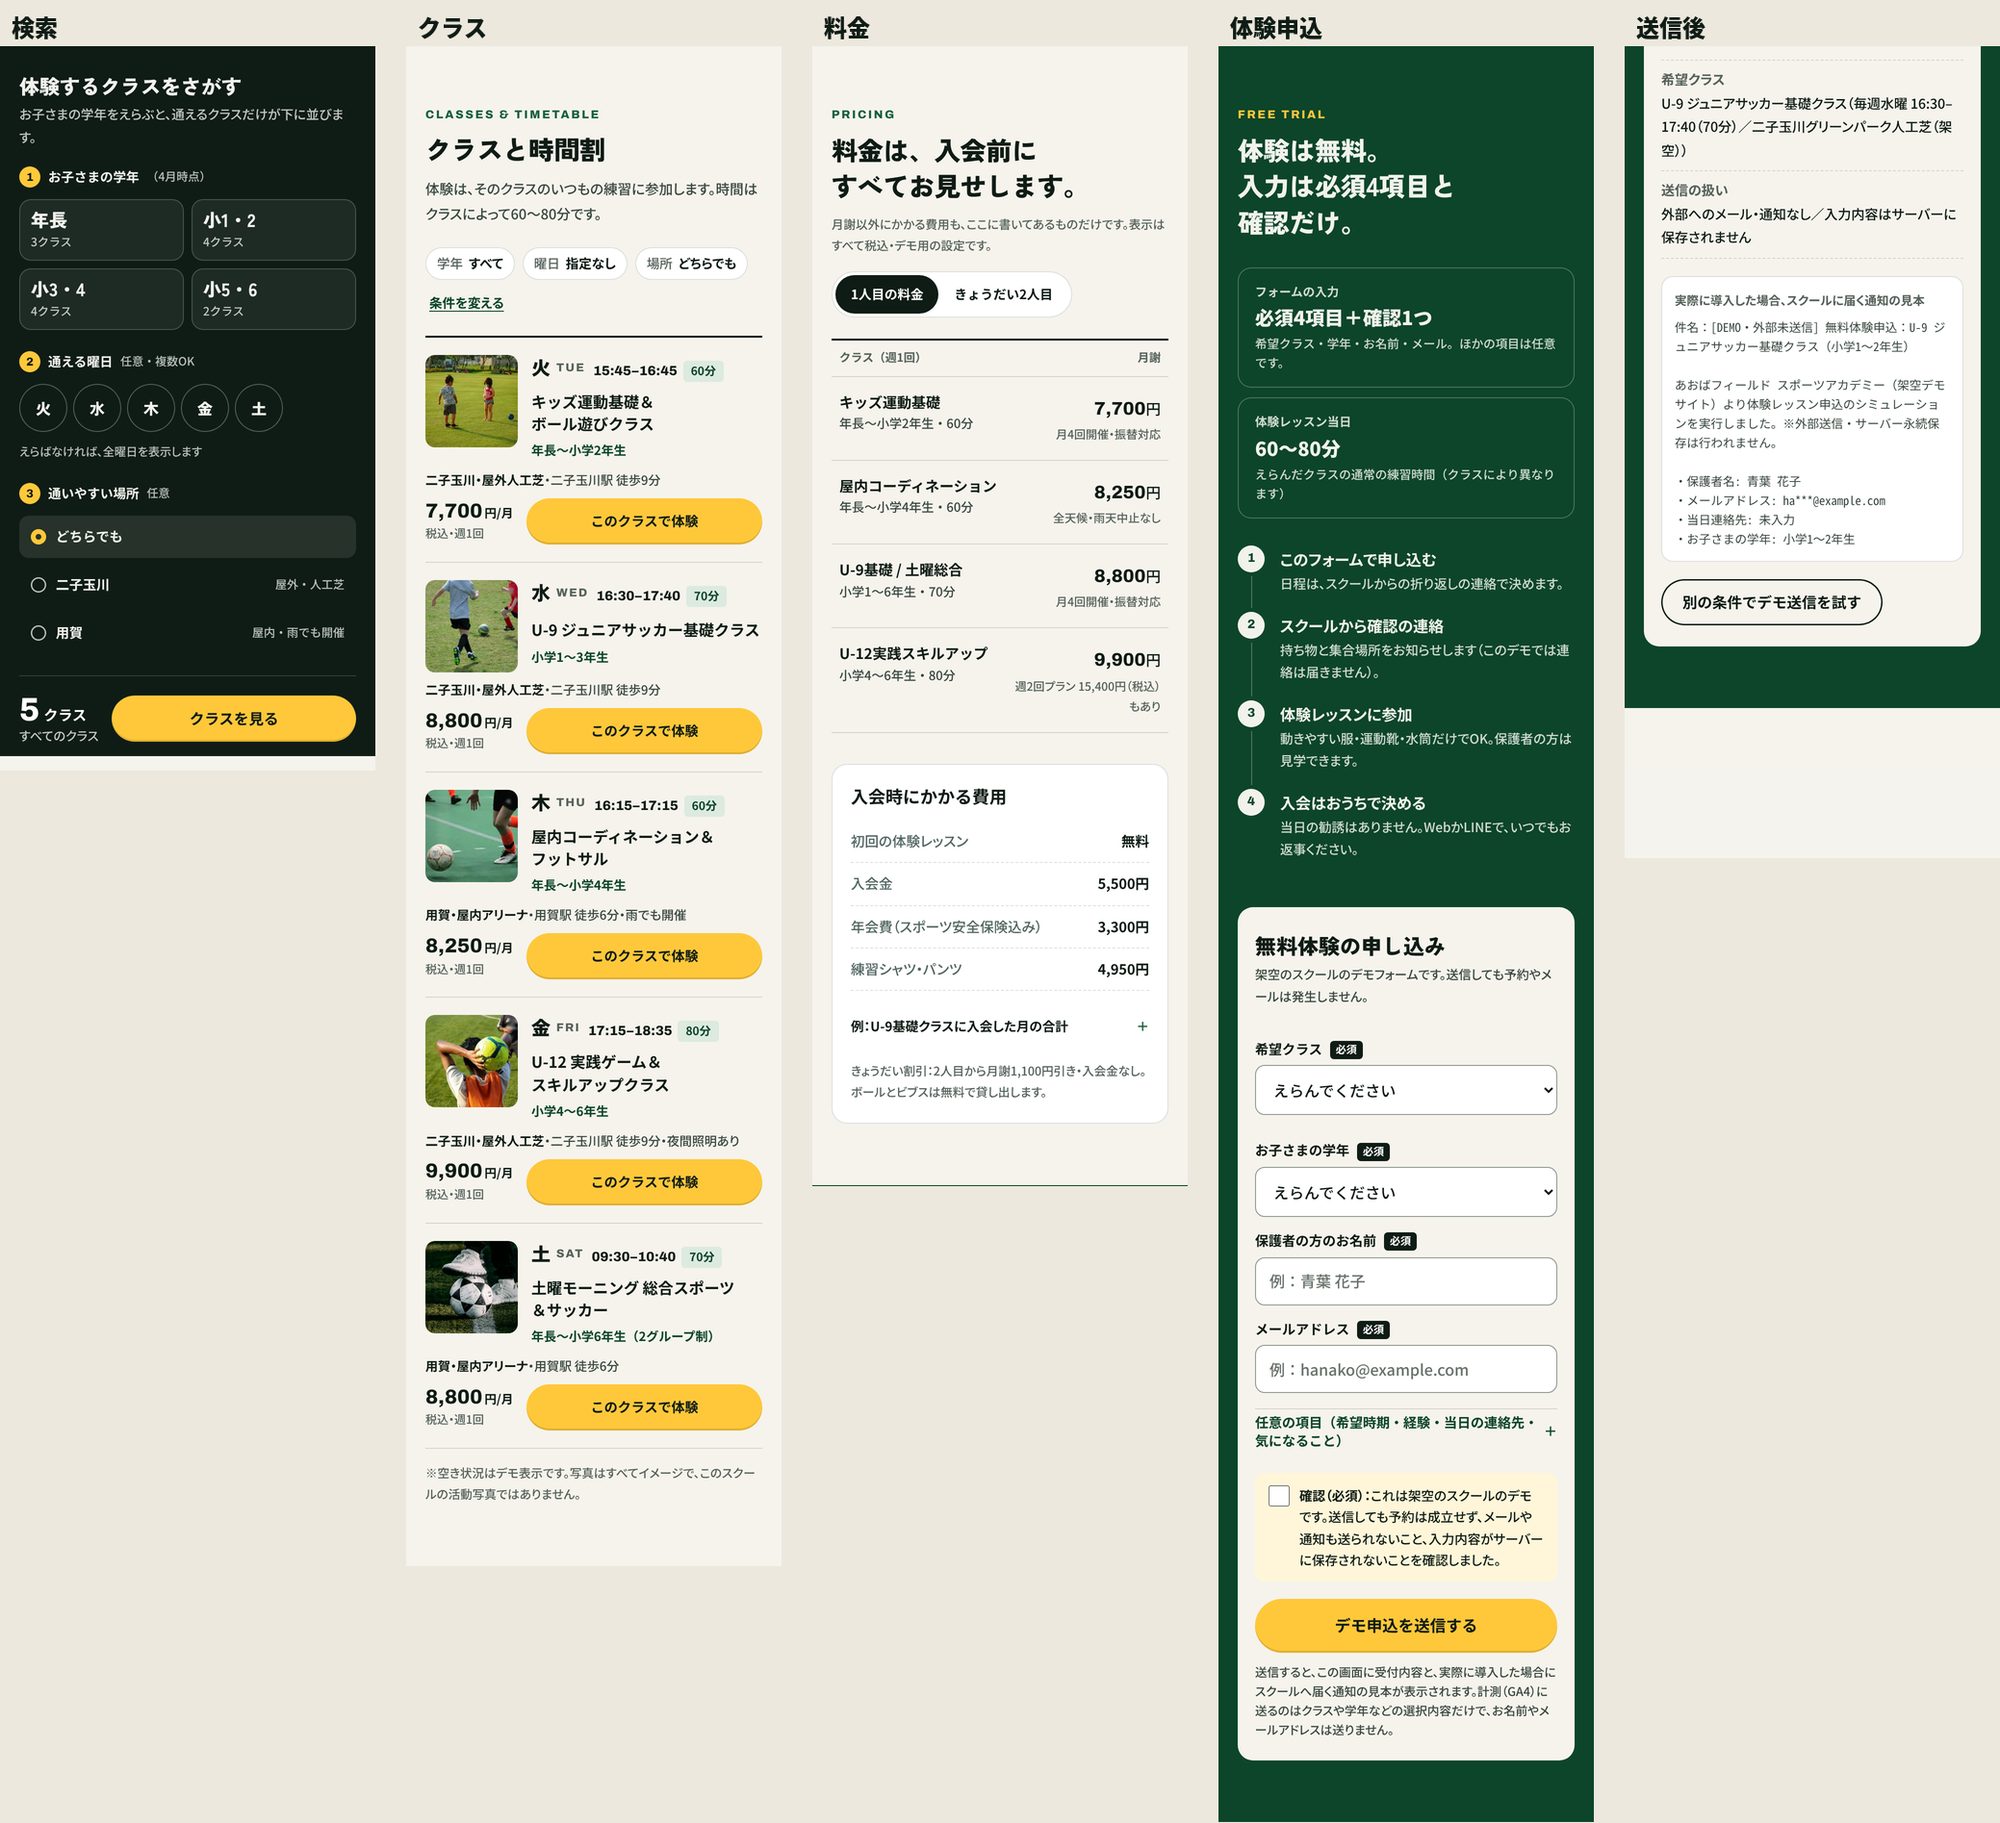 検索
体験するクラスをさがす
お子さまの学年をえらぶと、通えるクラスだけが下に並びま
す。
1 お子さまの学年 （4月時点）
年長
3クラス
小1・2
4クラス
小3・4
4クラス
小5・6
2クラス
2 通える曜日 任意・複数OK
火 水 木 金 土
えらばなければ、全曜日を表示します
3 通いやすい場所 任意
どちらでも
二子玉川 屋外・人工芝
用賀 屋内・雨でも開催
5 クラス
すべてのクラス
クラスを見る
クラス
CLASSES & TIMETABLE
クラスと時間割
体験は、そのクラスのいつもの練習に参加します。時間は
クラスによって60〜80分です。
学年 すべて 曜日 指定なし 場所 どちらでも
条件を変える
火 TUE 15:45–16:45 60分
キッズ運動基礎＆
ボール遊びクラス
年長〜小学2年生
二子玉川・屋外人工芝・二子玉川駅 徒歩9分
7,700円/月
税込・週1回
このクラスで体験
水 WED 16:30–17:40 70分
U-9 ジュニアサッカー基礎クラス
小学1〜3年生
二子玉川・屋外人工芝・二子玉川駅 徒歩9分
8,800円/月
税込・週1回
このクラスで体験
木 THU 16:15–17:15 60分
屋内コーディネーション＆
フットサル
年長〜小学4年生
用賀・屋内アリーナ・用賀駅 徒歩6分・雨でも開催
8,250円/月
税込・週1回
このクラスで体験
金 FRI 17:15–18:35 80分
U-12 実践ゲーム＆
スキルアップクラス
小学4〜6年生
二子玉川・屋外人工芝・二子玉川駅 徒歩9分・夜間照明あり
9,900円/月
税込・週1回
このクラスで体験
土 SAT 09:30–10:40 70分
土曜モーニング 総合スポーツ
＆サッカー
年長〜小学6年生（2グループ制）
用賀・屋内アリーナ・用賀駅 徒歩6分
8,800円/月
税込・週1回
このクラスで体験
※空き状況はデモ表示です。写真はすべてイメージで、このスクー
ルの活動写真ではありません。
料金
PRICING
料金は、入会前に
すべてお見せします。
月謝以外にかかる費用も、ここに書いてあるものだけです。表示は
すべて税込・デモ用の設定です。
1人目の料金 きょうだい2人目
クラス（週1回） 月謝
キッズ運動基礎 7,700円
年長〜小学2年生・60分 月4回開催・振替対応
屋内コーディネーション 8,250円
年長〜小学4年生・60分 全天候・雨天中止なし
U-9基礎 / 土曜総合 8,800円
小学1〜6年生・70分 月4回開催・振替対応
U-12実践スキルアップ 9,900円
小学4〜6年生・80分 週2回プラン 15,400円（税込）
もあり
入会時にかかる費用
初回の体験レッスン 無料
入会金 5,500円
年会費（スポーツ安全保険込み） 3,300円
練習シャツ・パンツ 4,950円
例：U-9基礎クラスに入会した月の合計 +
きょうだい割引：2人目から月謝1,100円引き・入会金なし。
ボールとビブスは無料で貸し出します。
体験申込
FREE TRIAL
体験は無料。
入力は必須4項目と
確認だけ。
フォームの入力
必須4項目＋確認1つ
希望クラス・学年・お名前・メール。ほかの項目は任意
です。
体験レッスン当日
60〜80分
えらんだクラスの通常の練習時間（クラスにより異なり
ます）
1 このフォームで申し込む
日程は、スクールからの折り返しの連絡で決めます。
2 スクールから確認の連絡
持ち物と集合場所をお知らせします（このデモでは連
絡は届きません）。
3 体験レッスンに参加
動きやすい服・運動靴・水筒だけでOK。保護者の方は
見学できます。
4 入会はおうちで決める
当日の勧誘はありません。WebかLINEで、いつでもお
返事ください。
無料体験の申し込み
架空のスクールのデモフォームです。送信しても予約やメ
ールは発生しません。
希望クラス 必須
えらんでください
お子さまの学年 必須
えらんでください
保護者の方のお名前 必須
例：青葉 花子
メールアドレス 必須
例：hanako@example.com
任意の項目（希望時期・経験・当日の連絡先・ +
気になること）
確認（必須）：これは架空のスクールのデモ
です。送信しても予約は成立せず、メールや
通知も送られないこと、入力内容がサーバー
に保存されないことを確認しました。
デモ申込を送信する
送信すると、この画面に受付内容と、実際に導入した場合に
スクールへ届く通知の見本が表示されます。計測（GA4）に
送るのはクラスや学年などの選択内容だけで、お名前やメ
ールアドレスは送りません。
送信後
希望クラス
U-9 ジュニアサッカー基礎クラス（毎週水曜 16:30–
17:40（70分）／二子玉川グリーンパーク人工芝（架
空））
送信の扱い
外部へのメール・通知なし／入力内容はサーバーに
保存されません
実際に導入した場合、スクールに届く通知の見本
件名：[DEMO・外部未送信] 無料体験申込：U-9 ジ
ュニアサッカー基礎クラス（小学1〜2年生）
あおばフィールド スポーツアカデミー（架空デモ
サイト）より体験レッスン申込のシミュレーショ
ンを実行しました。※外部送信・サーバー永続保
存は行われません。
・保護者名: 青葉 花子
・メールアドレス: ha***@example.com
・当日連絡先: 未入力
・お子さまの学年: 小学1〜2年生
別の条件でデモ送信を試す